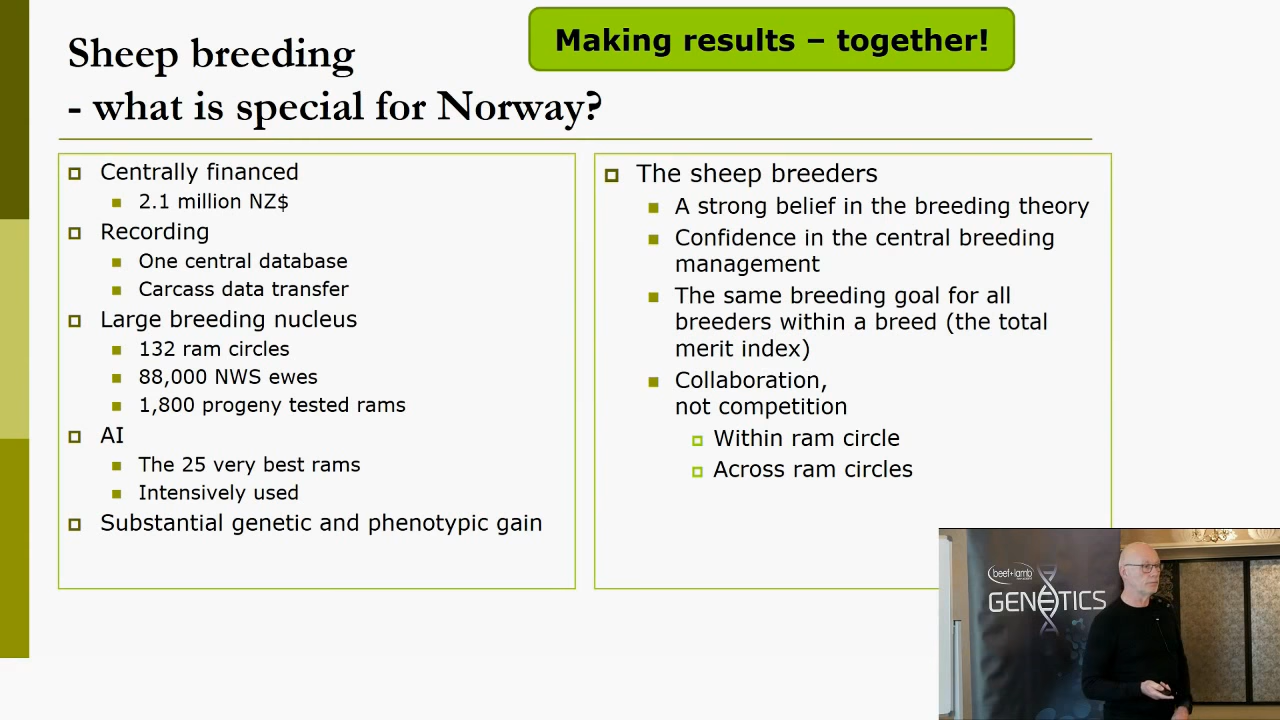 Making results – together!
Sheep breeding
- what is special for Norway?
Centrally financed
2.1 million NZ$
Recording
One central database
Carcass data transfer
Large breeding nucleus
132 ram circles
88,000 NWS ewes
1,800 progeny tested rams
AI
The 25 very best rams
Intensively used
Substantial genetic and phenotypic gain
The sheep breeders
A strong belief in the breeding theory
Confidence in the central breeding
management
The same breeding goal for all
breeders within a breed (the total
merit index)
Collaboration,
not competition
Within ram circle
Across ram circles
beef+lamb
GENETICS